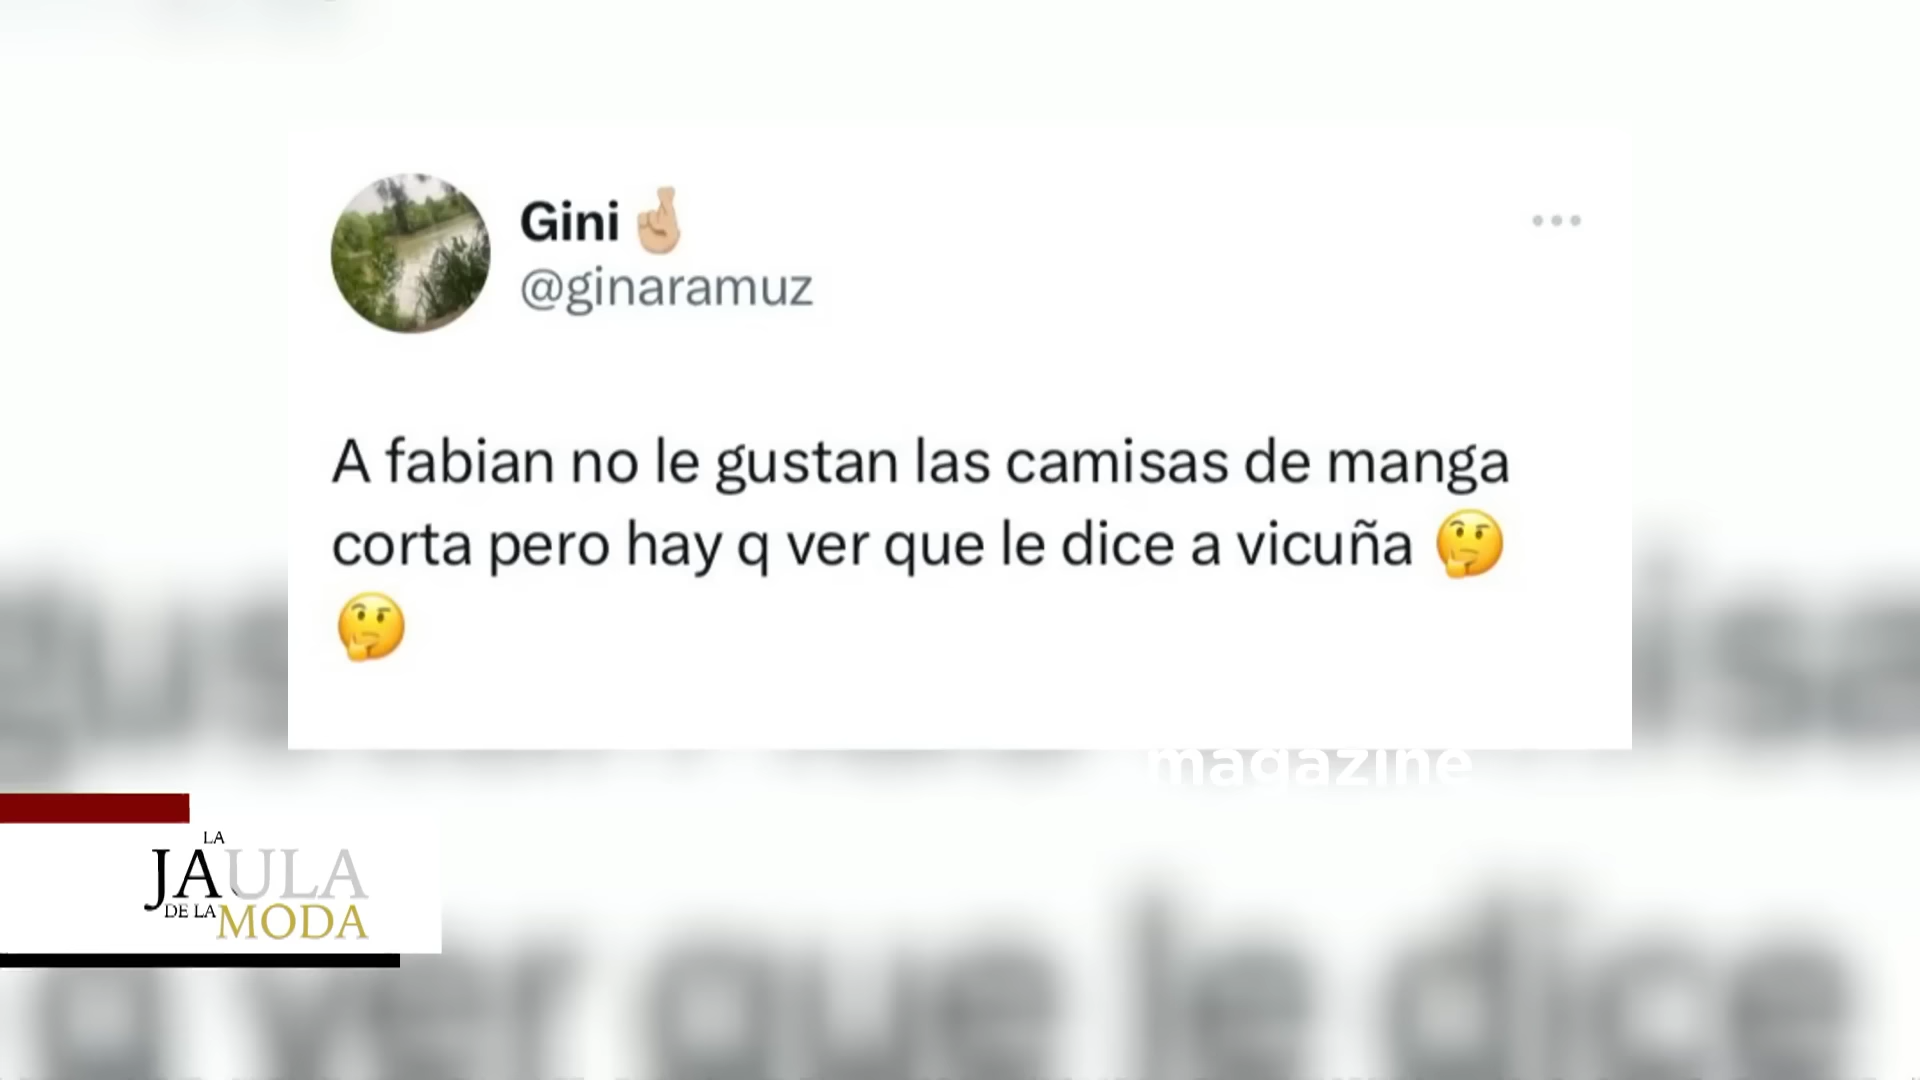 Gini 🤞🏼
@ginaramuz
A fabian no le gustan las camisas de manga
corta pero hay q ver que le dice a vicuña 🤔
🤔
magazine
LA
JAULA
DE LA MODA